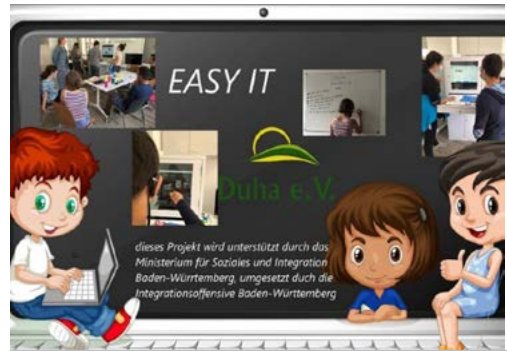 EASY IT
Duha e.V.
dieses Projekt wird unterstützt durch das
Ministerium für Soziales und Integration
Baden-Würrtemberg, umgesetzt duch die
Integrationsoffensive Baden-Württemberg